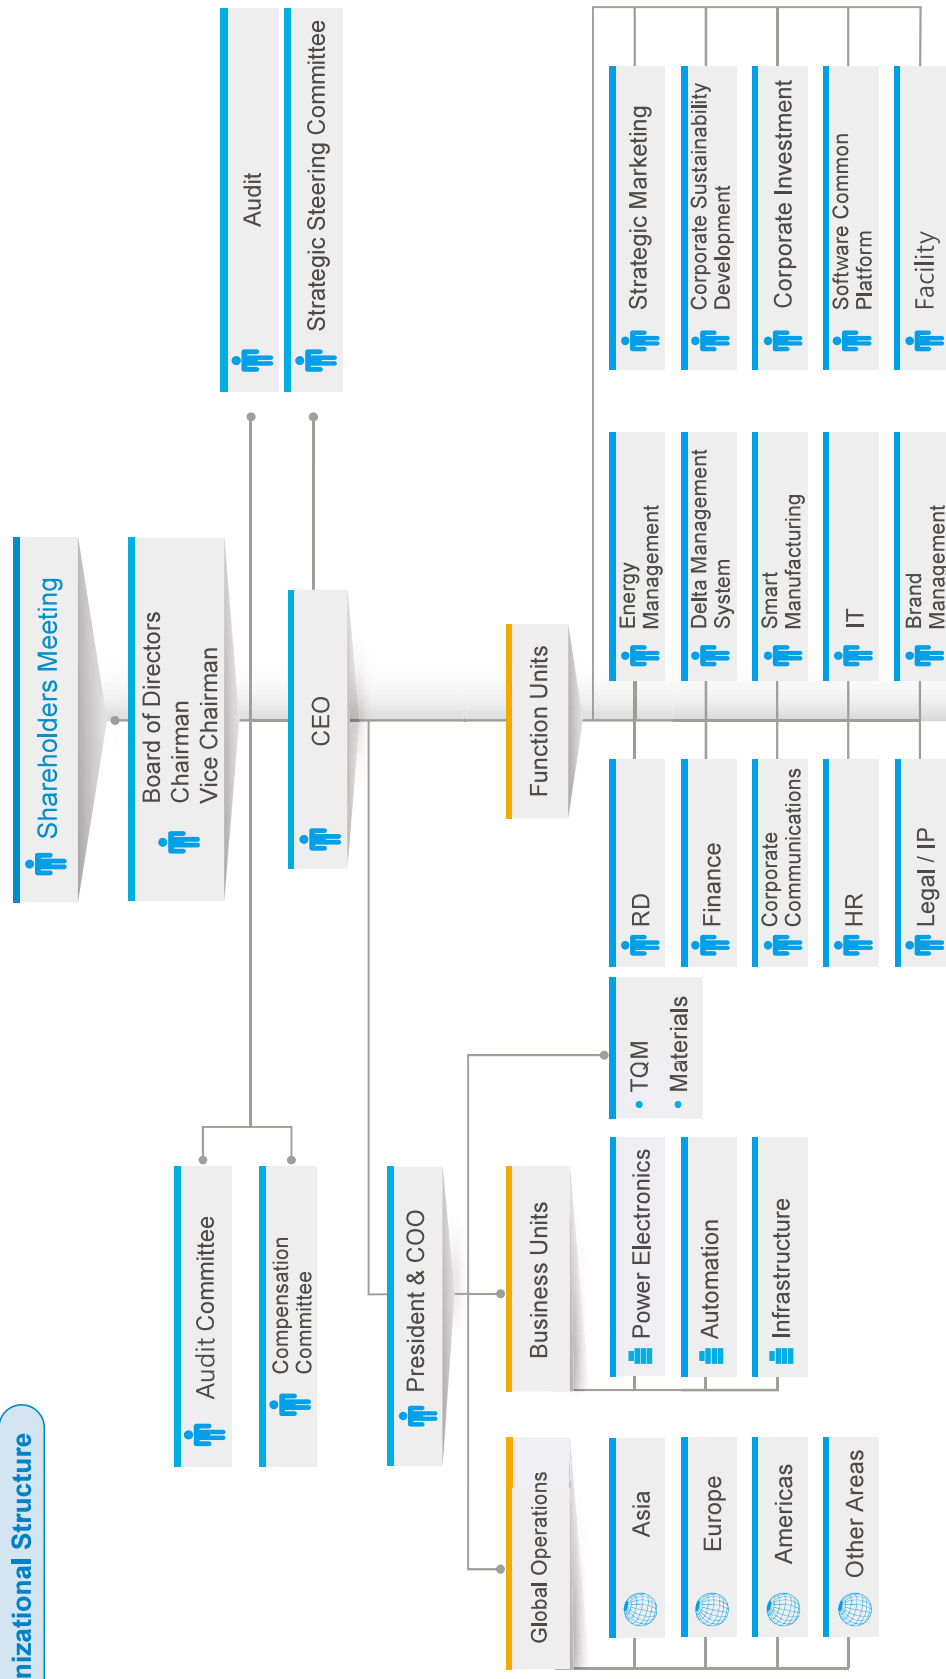 nizational Structure
Shareholders Meeting
Board of Directors
Chairman
Vice Chairman
Audit
Audit Committee
Compensation
Committee
CEO
Strategic Steering Committee
President & COO
Global Operations
Business Units
Function Units
Asia
Europe
Americas
Other Areas
Power Electronics
Automation
Infrastructure
• TQM
• Materials
RD
Finance
Corporate
Communications
HR
Legal / IP
Energy
Management
Delta Management
System
Smart
Manufacturing
IT
Brand
Management
Strategic Marketing
Corporate Sustainability
Development
Corporate Investment
Software Common
Platform
Facility